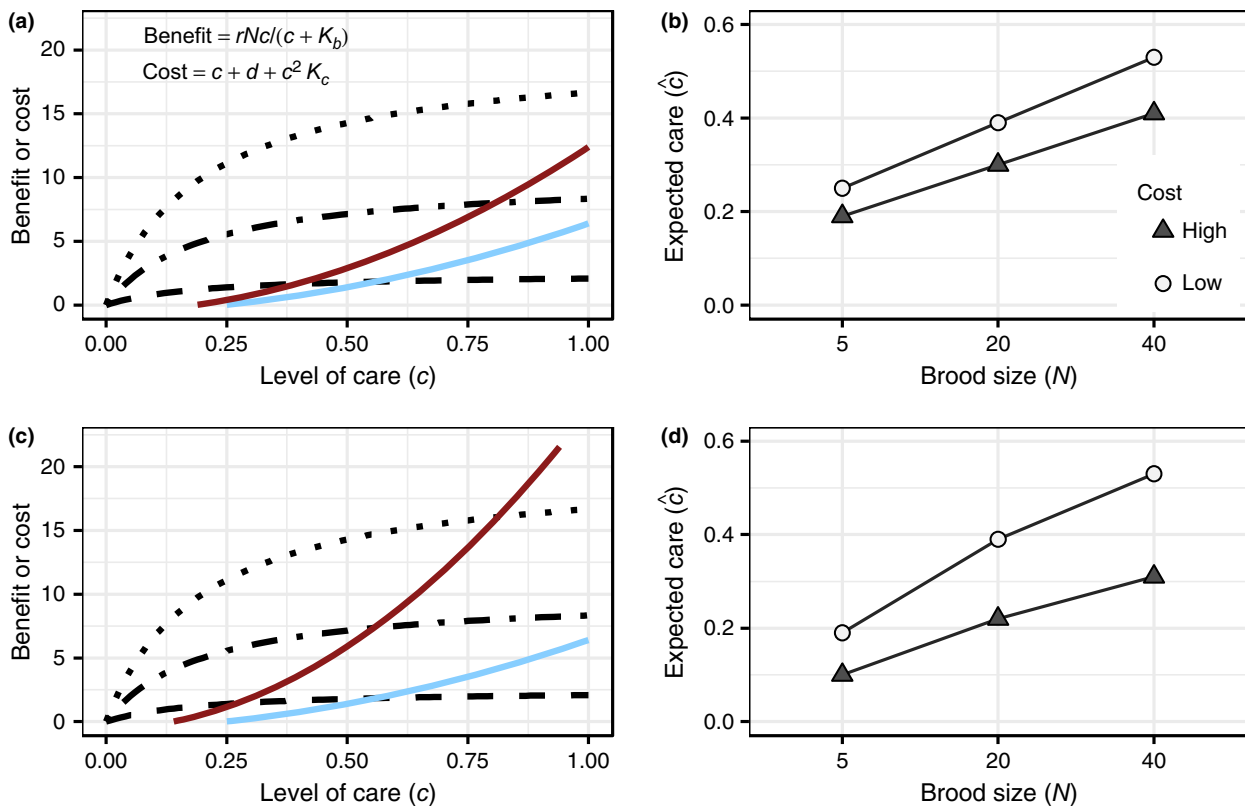 (a)
Benefit = rNc/(c + K_b)
Cost = c + d + c² K_c
20
15
10
5
0
Benefit or cost
0.00 0.25 0.50 0.75 1.00
Level of care (c)
(b)
0.6
0.4
0.2
0.0
Expected care (ĉ)
Cost
High
Low
5 20 40
Brood size (N)
(c)
20
15
10
5
0
Benefit or cost
0.00 0.25 0.50 0.75 1.00
Level of care (c)
(d)
0.6
0.4
0.2
0.0
Expected care (ĉ)
5 20 40
Brood size (N)